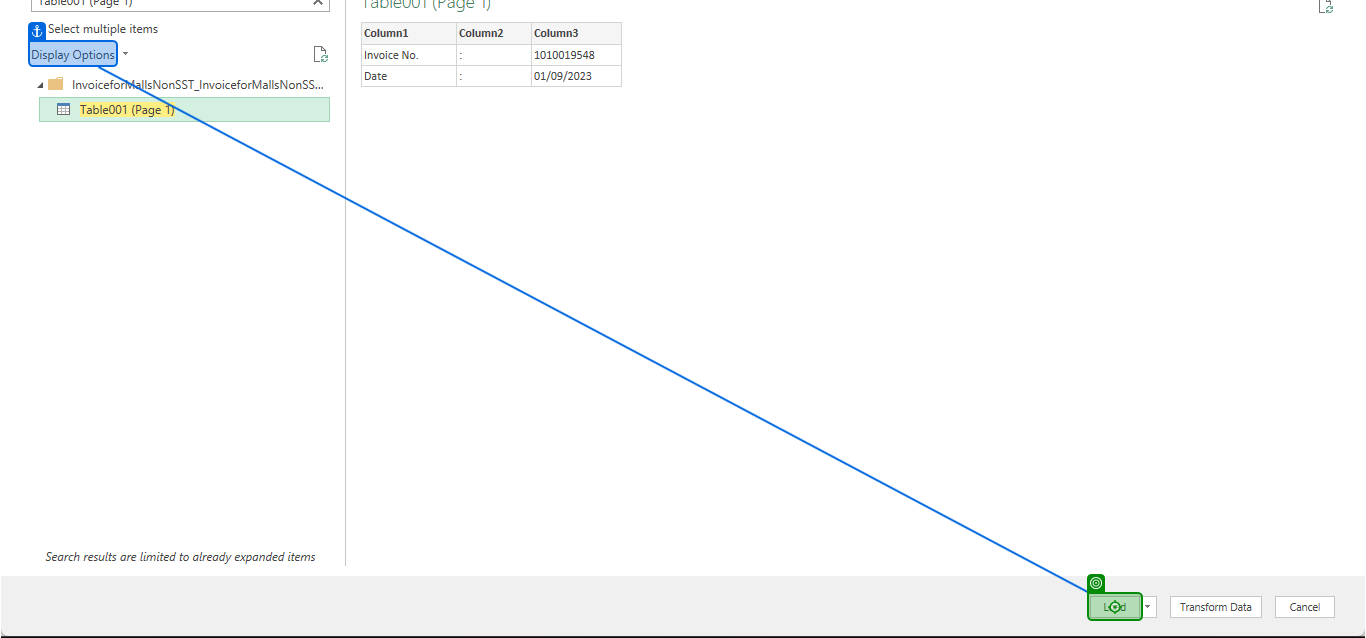 Table001 (Page 1)
Select multiple items
Display Options
InvoiceforMallsNonSST_InvoiceforMallsNonSS...
Table001 (Page 1)
Search results are limited to already expanded items
Table001 (Page 1)
Column1 Column2 Column3
Invoice No. : 1010019548
Date : 01/09/2023
Load Transform Data Cancel